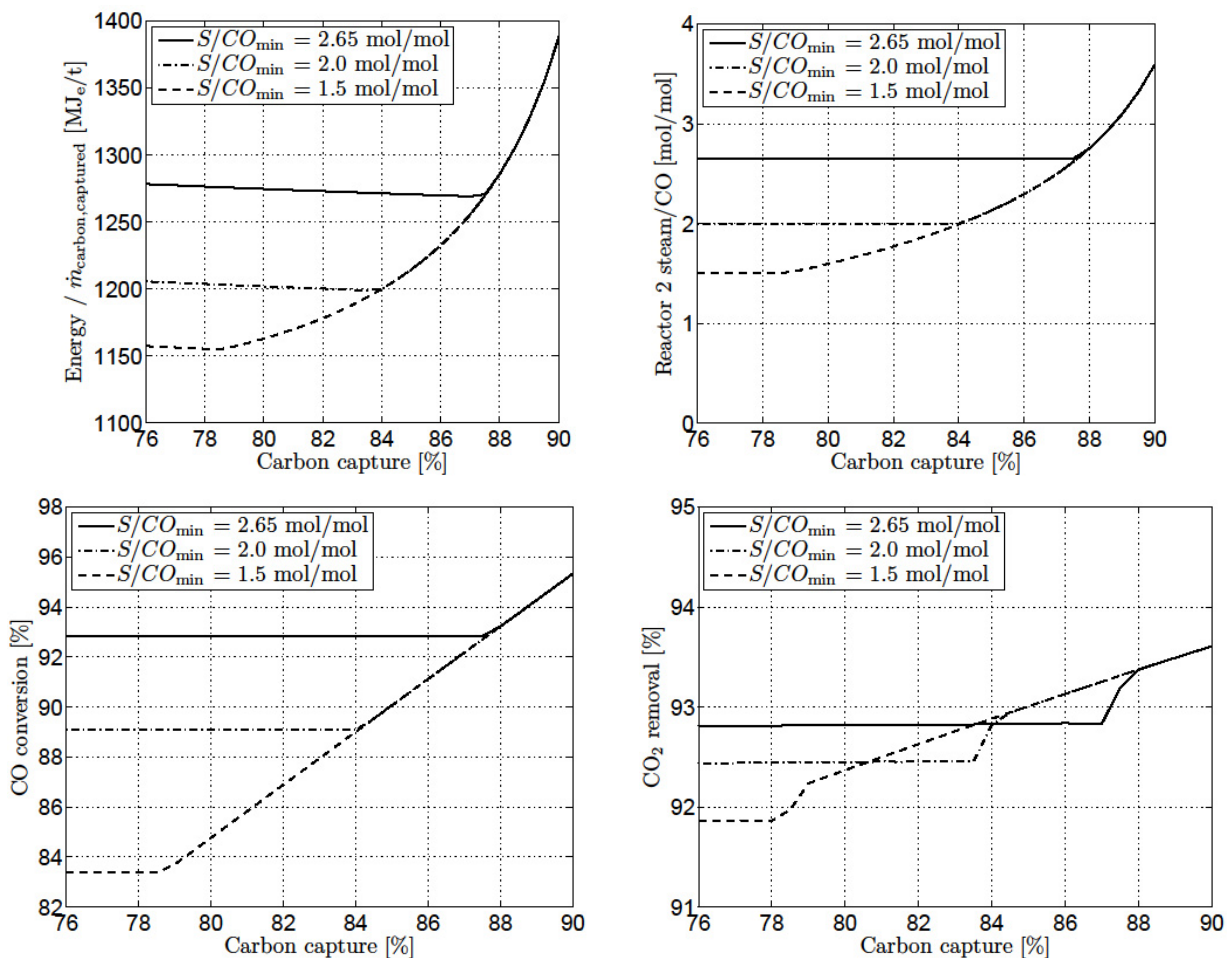 1400
1350
1300
1250
1200
1150
1100
Energy / ṁcarbon,captured [MJe/t]
S/COmin = 2.65 mol/mol
S/COmin = 2.0 mol/mol
S/COmin = 1.5 mol/mol
76 78 80 82 84 86 88 90
Carbon capture [%]
4
3
2
1
0
Reactor 2 steam/CO [mol/mol]
S/COmin = 2.65 mol/mol
S/COmin = 2.0 mol/mol
S/COmin = 1.5 mol/mol
76 78 80 82 84 86 88 90
Carbon capture [%]
98
96
94
92
90
88
86
84
82
CO conversion [%]
S/COmin = 2.65 mol/mol
S/COmin = 2.0 mol/mol
S/COmin = 1.5 mol/mol
76 78 80 82 84 86 88 90
Carbon capture [%]
95
94
93
92
91
CO₂ removal [%]
S/COmin = 2.65 mol/mol
S/COmin = 2.0 mol/mol
S/COmin = 1.5 mol/mol
76 78 80 82 84 86 88 90
Carbon capture [%]